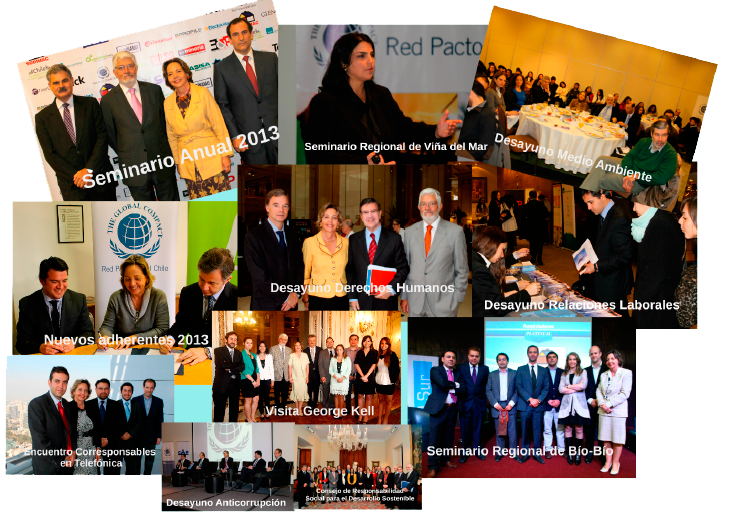 Seminario Anual 2013
THE GLOBAL
Red Pacto
Seminario Regional de Viña del Mar
Desayuno Medio Ambiente
THE GLOBAL COMPACT
Chile
Nuevos adherentes 2013
Desayuno Derechos Humanos
Desayuno Relaciones Laborales
Visita George Kell
Sur
Seminario Regional de Bío-Bío
Encuentro Corresponsables
en Telefónica
Desayuno Anticorrupción
Consejo de Responsabilidad
Social para el Desarrollo Sostenible